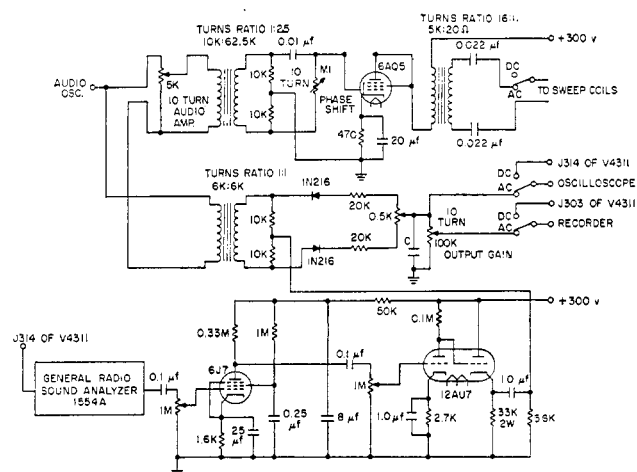 TURNS RATIO 1:2.5
10K:62.5K
0.01 µf
TURNS RATIO 16:1
5K:20Ω
+300 v
0.022 µf
AUDIO
OSC.
5K
10 TURN
AUDIO
AMP.
10K
10K
10
TURN
M1
PHASE
SHIFT
6AQ5
470
20 µf
0.022 µf
DC
AC
TO SWEEP COILS
TURNS RATIO 1:1
6K:6K
1N216
10K
10K
1N216
20K
20K
0.5K
C
10
TURN
100K
OUTPUT GAIN
DC
AC
J314 OF V4311
OSCILLOSCOPE
J303 OF V4311
DC
AC
RECORDER
+300 v
50K
J314 OF V4311
GENERAL RADIO
SOUND ANALYZER
1554A
0.1 µf
1M
0.33M
1M
6J7
1.6K
25
µf
0.25
µf
8 µf
0.1 µf
1M
0.1M
12AU7
1.0 µf
2.7K
33K
2W
1.0 µf